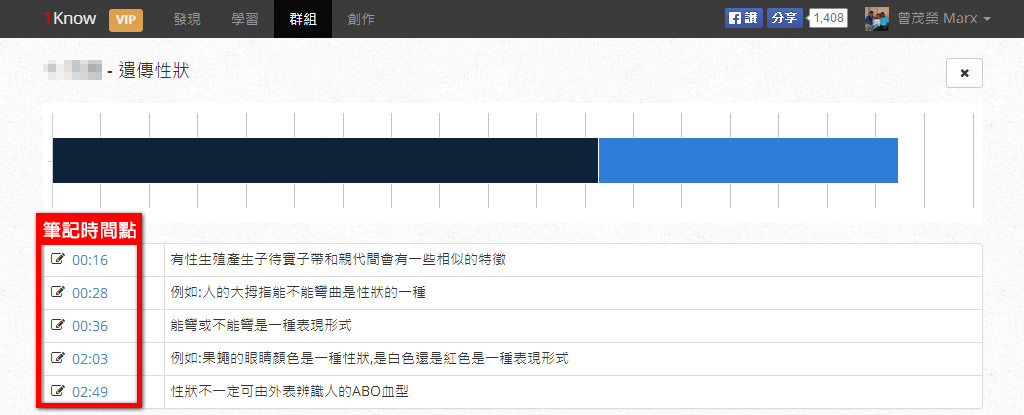 1Know VIP 發現 學習 群組 創作 讚 分享 1,408 曾茂榮 Marx
- 遺傳性狀
筆記時間點
00:16 有性生殖產生子待實子帶和親代間會有一些相似的特徵
00:28 例如:人的大拇指能不能彎曲是性狀的一種
00:36 能彎或不能彎是一種表現形式
02:03 例如:果蠅的眼睛顏色是一種性狀,是白色還是紅色是一種表現形式
02:49 性狀不一定可由外表辨識人的ABO血型